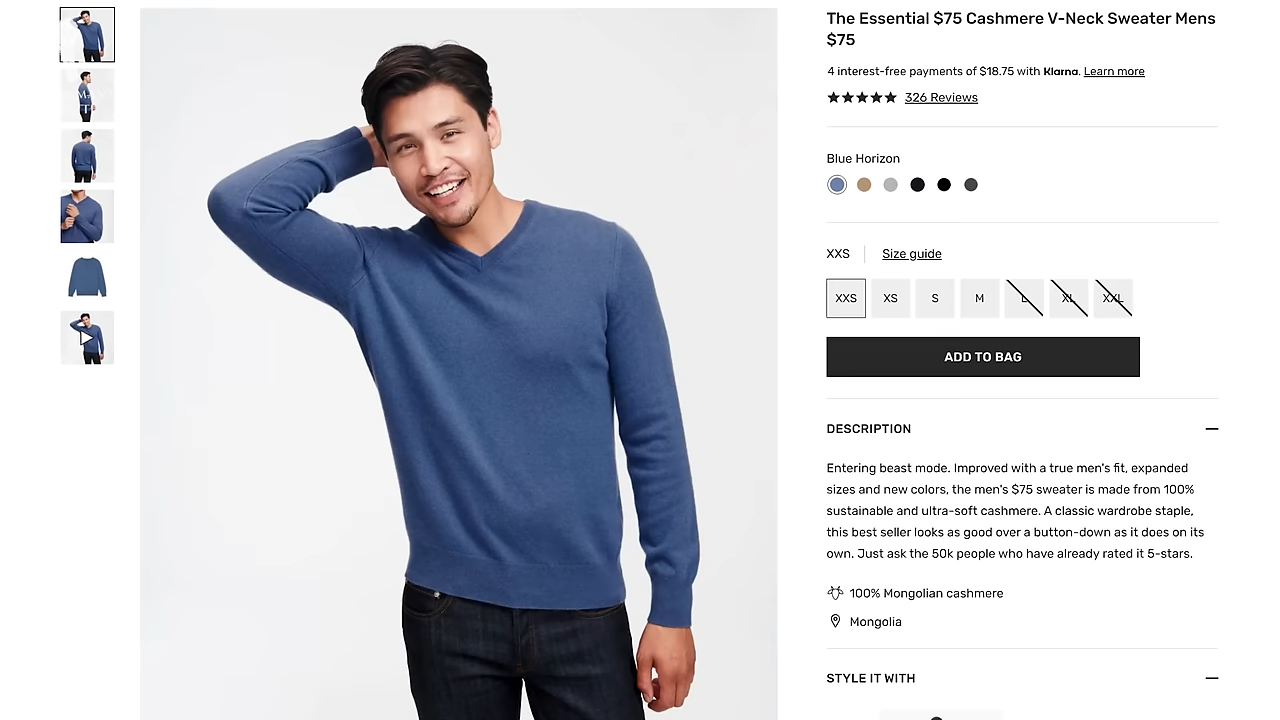 The Essential $75 Cashmere V-Neck Sweater Mens
$75
4 interest-free payments of $18.75 with Klarna. Learn more
326 Reviews
Blue Horizon
XXS
Size guide
XXS
XS
S
M
L
XL
XXL
ADD TO BAG
DESCRIPTION
Entering beast mode. Improved with a true men's fit, expanded
sizes and new colors, the men's $75 sweater is made from 100%
sustainable and ultra-soft cashmere. A classic wardrobe staple,
this best seller looks as good over a button-down as it does on its
own. Just ask the 50k people who have already rated it 5-stars.
100% Mongolian cashmere
Mongolia
STYLE IT WITH